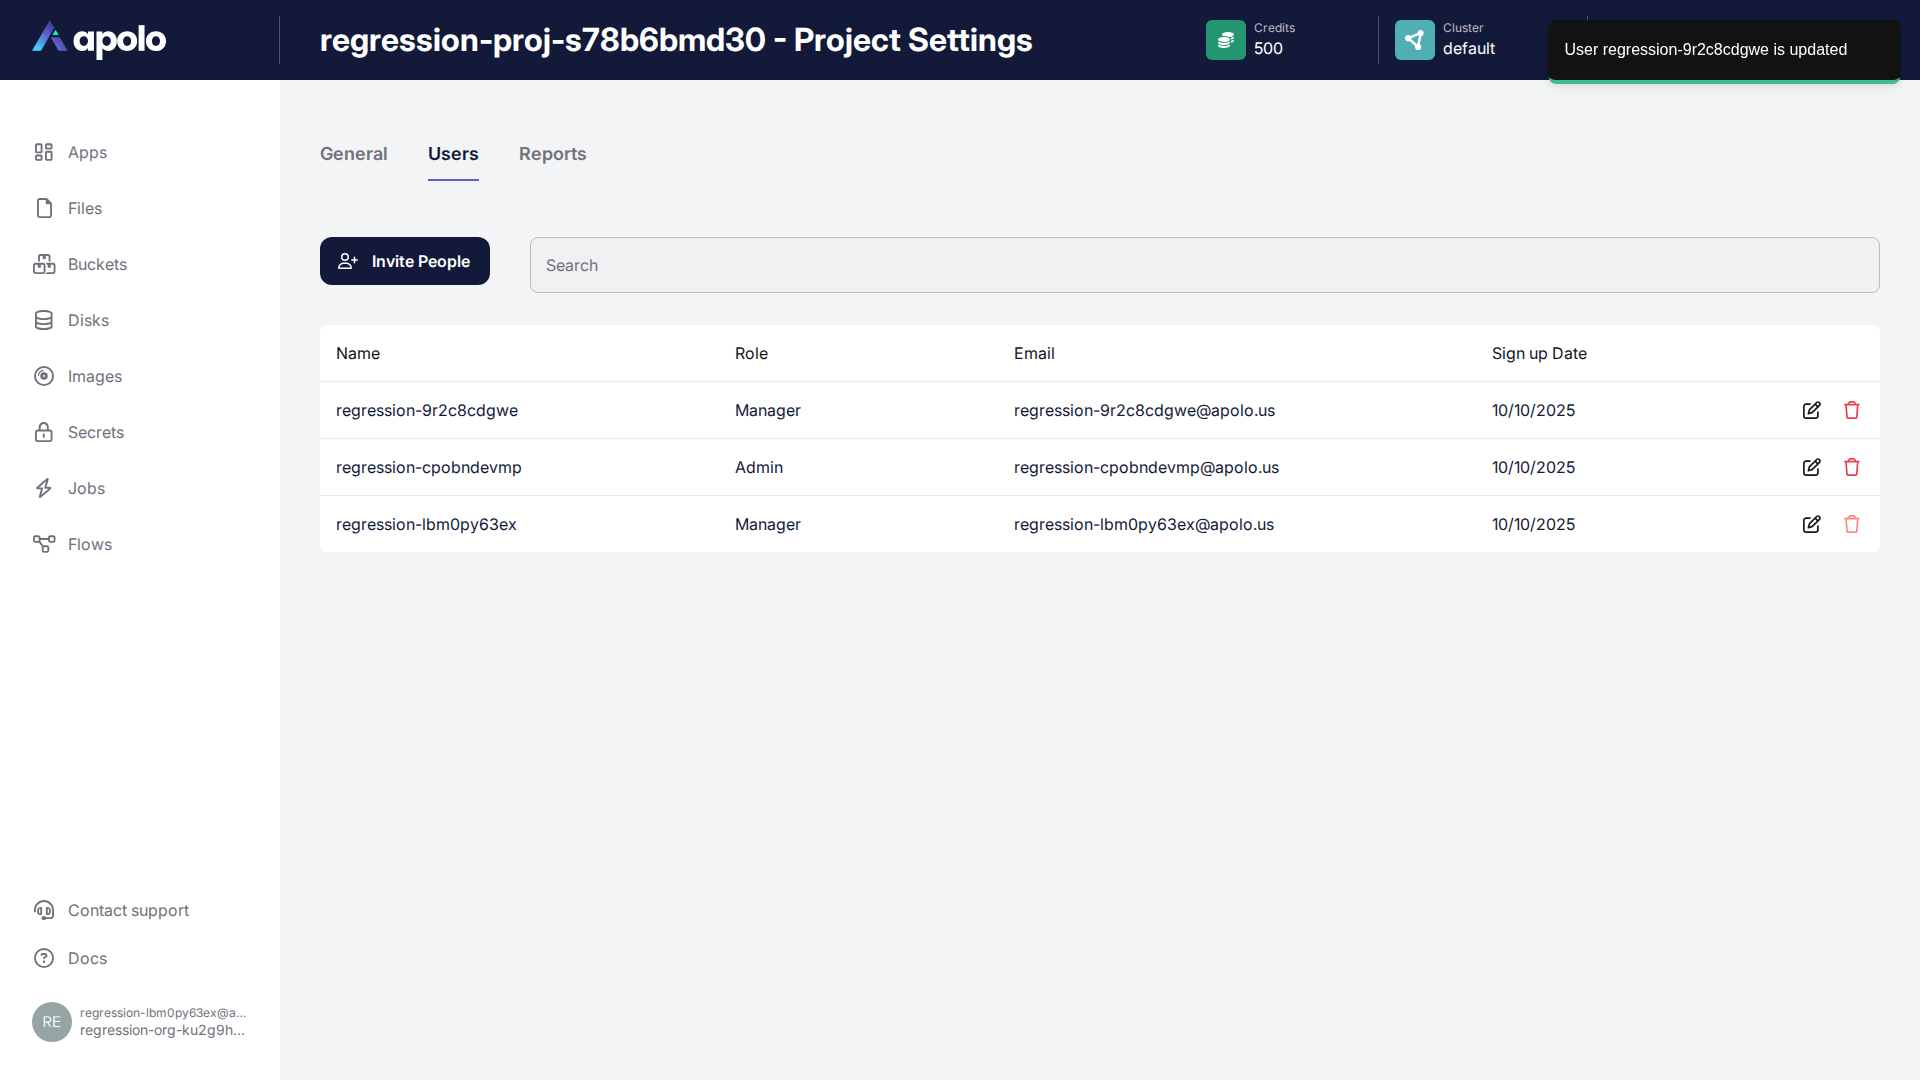 apolo
regression-proj-s78b6bmd30 - Project Settings
Credits
500
Cluster
default
User regression-9r2c8cdgwe is updated
Apps
Files
Buckets
Disks
Images
Secrets
Jobs
Flows
General Users Reports
Invite People
Search
Name Role Email Sign up Date
regression-9r2c8cdgwe Manager regression-9r2c8cdgwe@apolo.us 10/10/2025
regression-cpobndevmp Admin regression-cpobndevmp@apolo.us 10/10/2025
regression-lbm0py63ex Manager regression-lbm0py63ex@apolo.us 10/10/2025
Contact support
Docs
RE
regression-lbm0py63ex@a...
regression-org-ku2g9h...